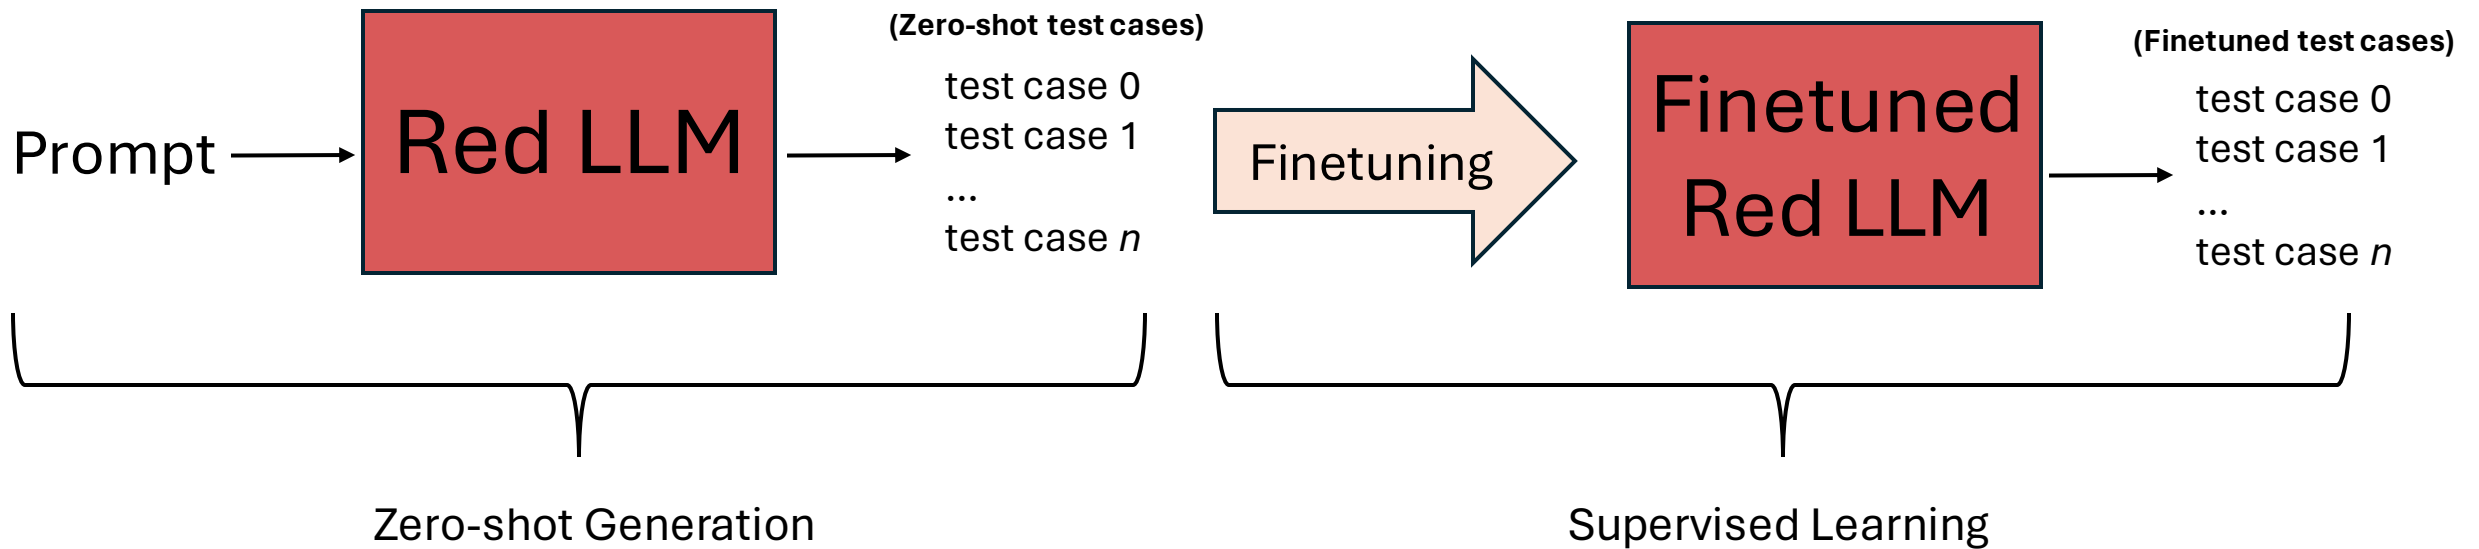 Prompt
Red LLM
(Zero-shot test cases)
test case 0
test case 1
...
test case n
Finetuning
Finetuned
Red LLM
(Finetuned test cases)
test case 0
test case 1
...
test case n
Zero-shot Generation
Supervised Learning